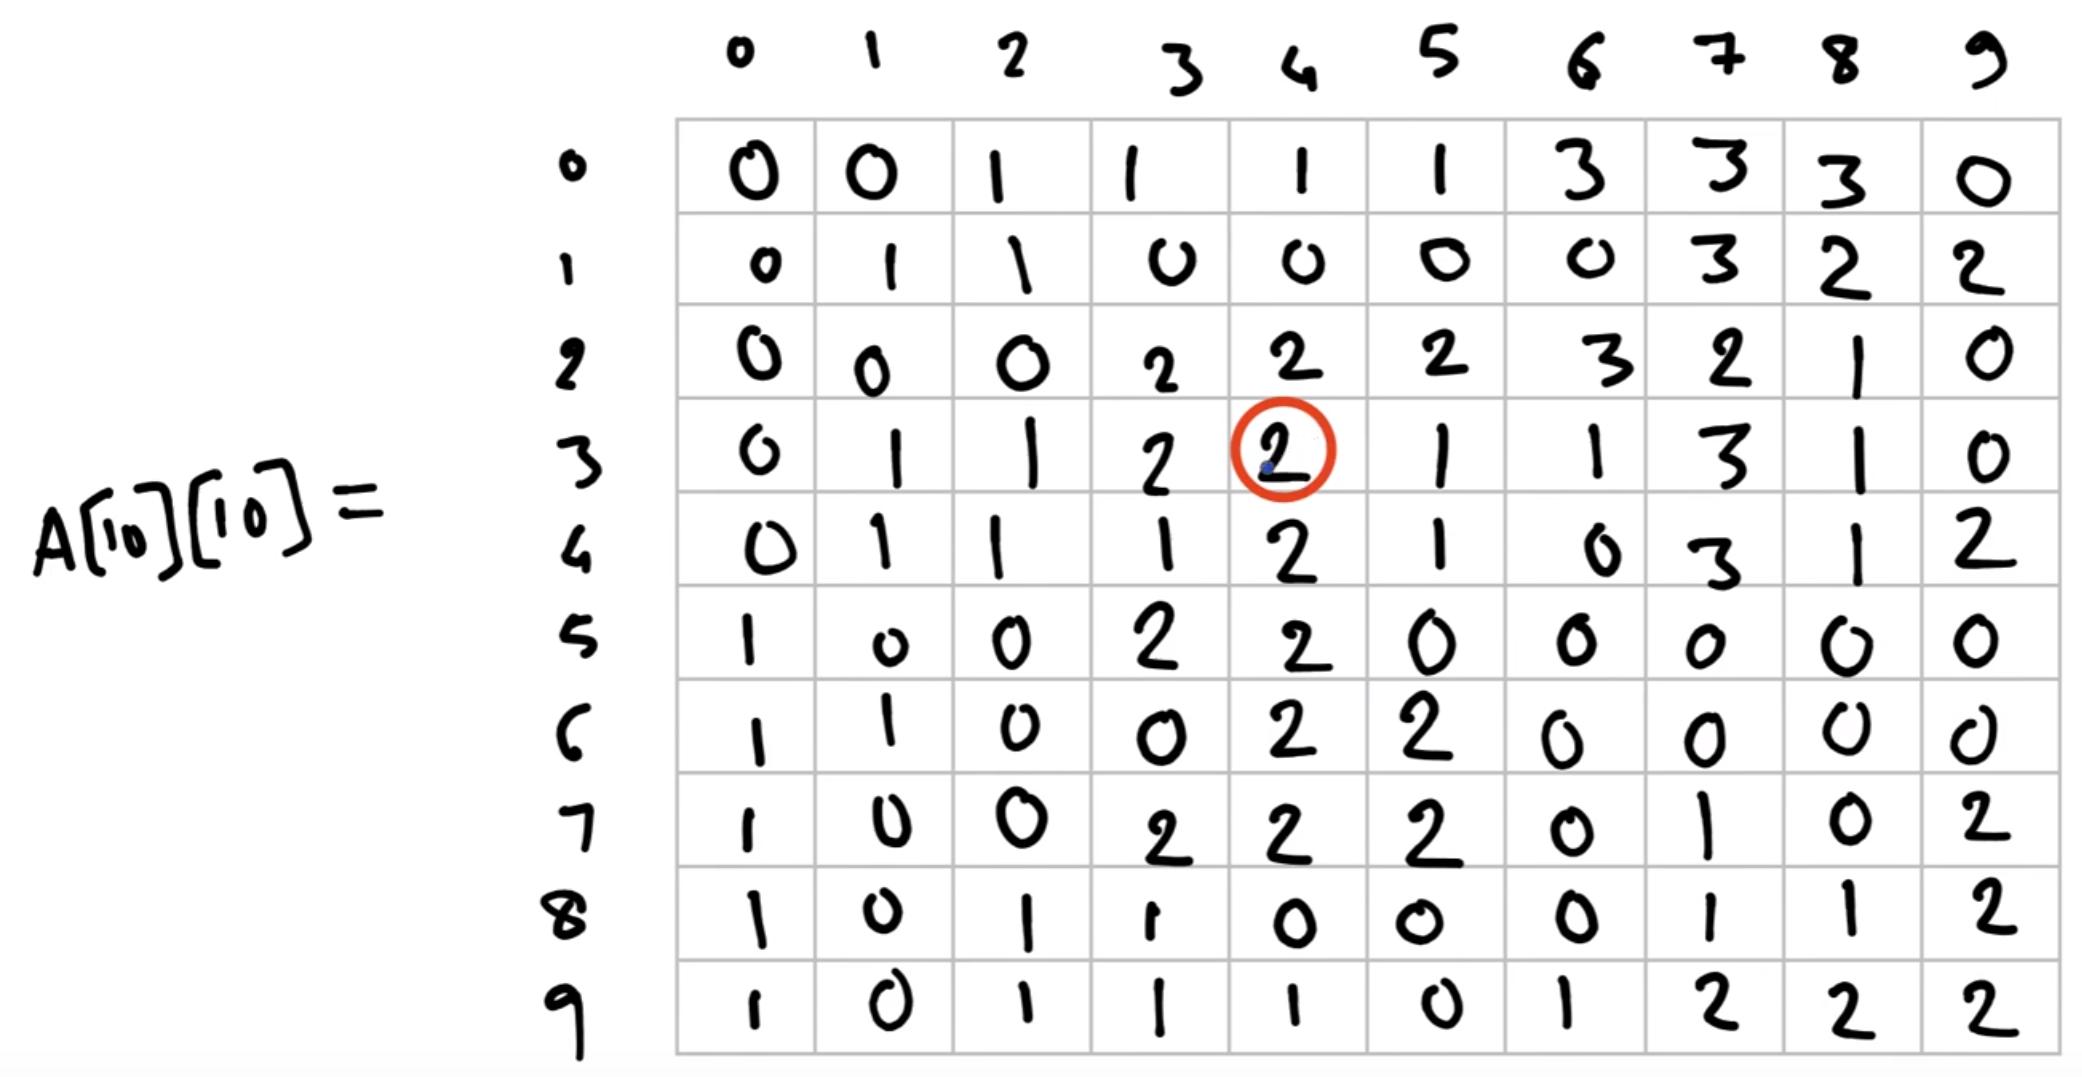 0 1 2 3 4 5 6 7 8 9
0 0 0 1 1 1 1 3 3 3 0
1 0 1 1 0 0 0 0 3 2 2
2 0 0 0 2 2 2 3 2 1 0
3 0 1 1 2 2 1 1 3 1 0
A[10][10] =
4 0 1 1 1 2 1 0 3 1 2
5 1 0 0 2 2 0 0 0 0 0
6 1 1 0 0 2 2 0 0 0 0
7 1 0 0 2 2 2 0 1 0 2
8 1 0 1 1 0 0 0 1 1 2
9 1 0 1 1 1 0 1 2 2 2